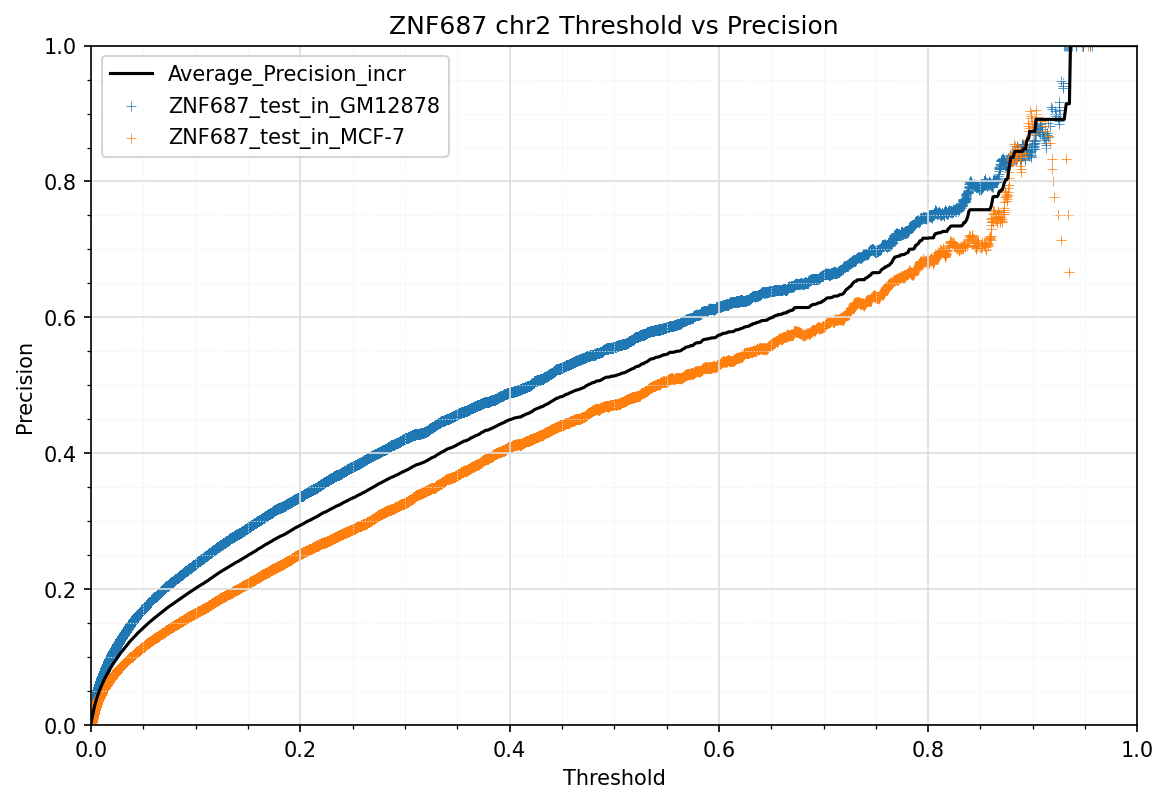 ZNF687 chr2 Threshold vs Precision
Average_Precision_incr
ZNF687_test_in_GM12878
ZNF687_test_in_MCF-7
1.0
0.8
0.6
0.4
0.2
0.0
Precision
0.0 0.2 0.4 0.6 0.8 1.0
Threshold